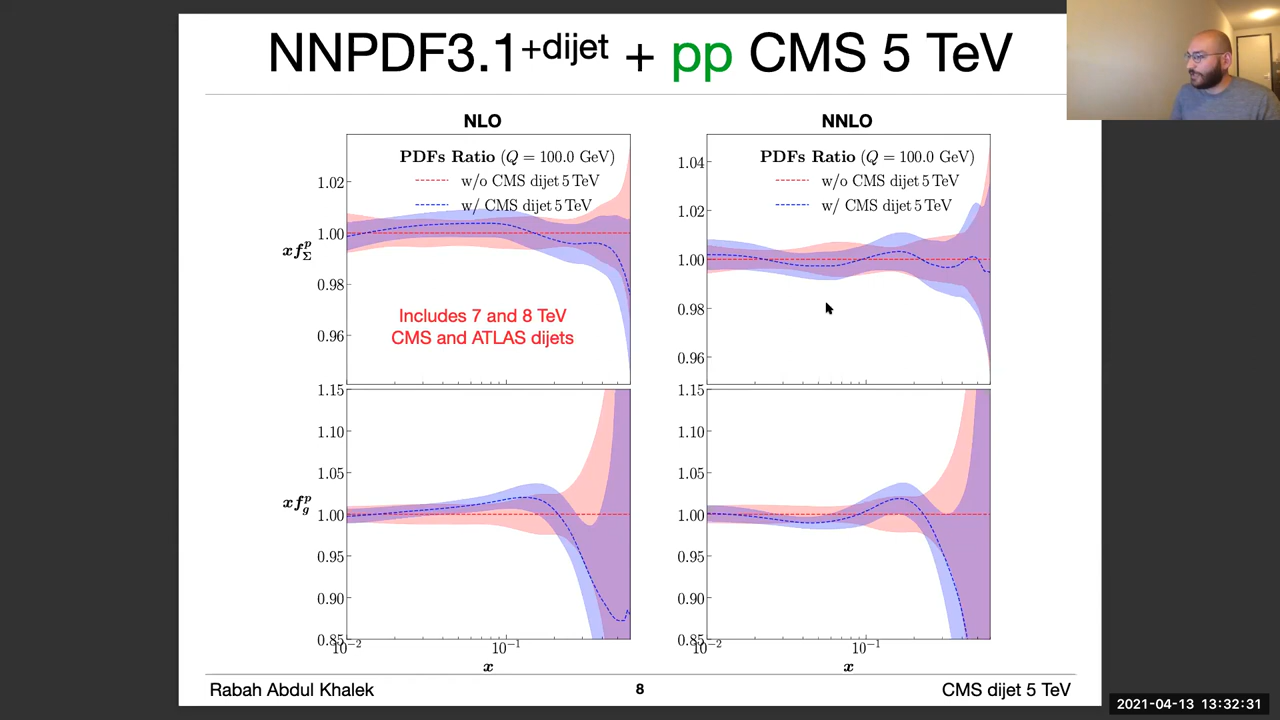 NNPDF3.1+dijet + pp CMS 5 TeV
NLO
PDFs Ratio (Q = 100.0 GeV)
w/o CMS dijet 5 TeV
w/ CMS dijet 5 TeV
1.02
1.00
0.98
0.96
xf_Σ^p
Includes 7 and 8 TeV
CMS and ATLAS dijets
NNLO
PDFs Ratio (Q = 100.0 GeV)
w/o CMS dijet 5 TeV
w/ CMS dijet 5 TeV
1.04
1.02
1.00
0.98
0.96
1.15
1.10
1.05
1.00
0.95
0.90
0.85
xf_g^p
10^-2
10^-1
x
1.15
1.10
1.05
1.00
0.95
0.90
0.85
10^-2
10^-1
x
Rabah Abdul Khalek
8
CMS dijet 5 TeV
2021-04-13 13:32:31